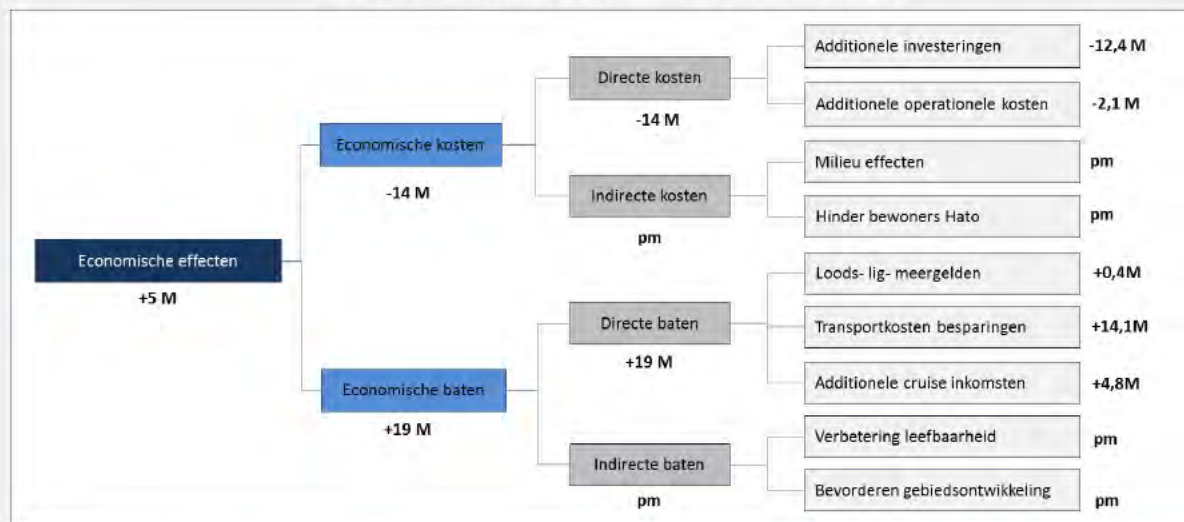 Additionele investeringen -12,4 M
Directe kosten
-14 M
Additionele operationele kosten -2,1 M
Economische kosten
-14 M
Milieu effecten pm
Indirecte kosten
pm
Hinder bewoners Hato pm
Economische effecten
+5 M
Loods- lig- meergelden +0,4M
Directe baten
+19 M
Transportkosten besparingen +14,1M
Economische baten
+19 M
Additionele cruise inkomsten +4,8M
Verbetering leefbaarheid pm
Indirecte baten
pm
Bevorderen gebiedsontwikkeling pm